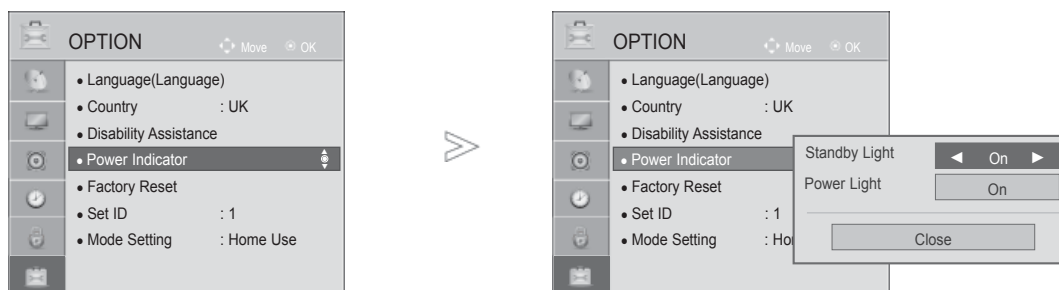 OPTION Move OK
• Language(Language)
• Country : UK
• Disability Assistance
• Power Indicator
• Factory Reset
• Set ID : 1
• Mode Setting : Home Use
OPTION Move OK
• Language(Language)
• Country : UK
• Disability Assistance
• Power Indicator
• Factory Reset
• Set ID : 1
• Mode Setting : Ho
Standby Light ◄ On ►
Power Light On
Close